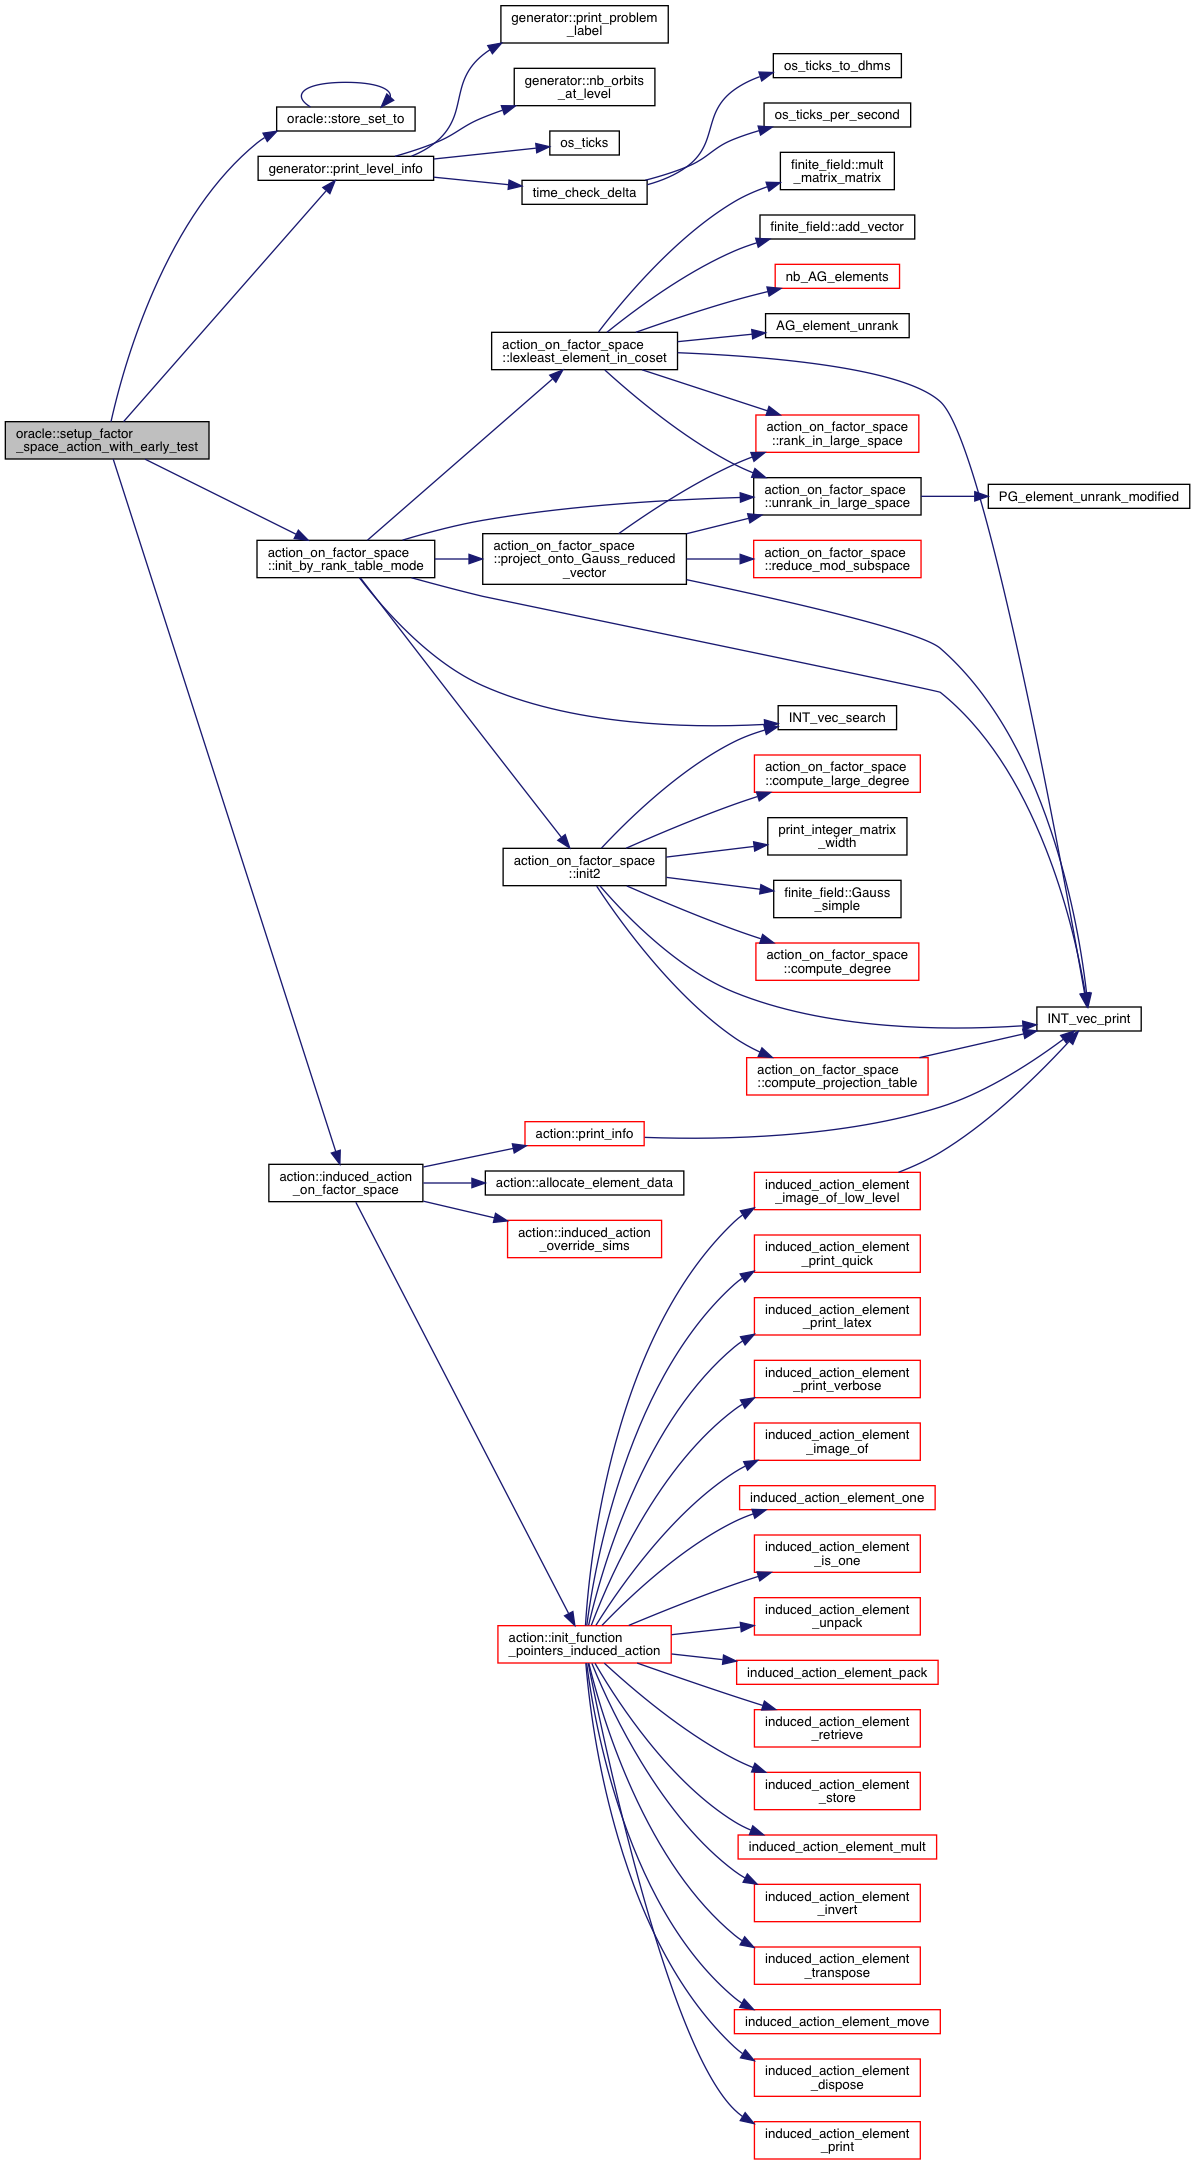 generator::print_problem
_label
generator::nb_orbits
_at_level
os_ticks_to_dhms
oracle::store_set_to
os_ticks_per_second
os_ticks
generator::print_level_info
time_check_delta
finite_field::mult
_matrix_matrix
finite_field::add_vector
nb_AG_elements
AG_element_unrank
action_on_factor_space
::lexleast_element_in_coset
oracle::setup_factor
_space_action_with_early_test
action_on_factor_space
::rank_in_large_space
action_on_factor_space
::unrank_in_large_space
PG_element_unrank_modified
action_on_factor_space
::init_by_rank_table_mode
action_on_factor_space
::project_onto_Gauss_reduced
_vector
action_on_factor_space
::reduce_mod_subspace
INT_vec_search
action_on_factor_space
::compute_large_degree
print_integer_matrix
_width
action_on_factor_space
::init2
finite_field::Gauss
_simple
action_on_factor_space
::compute_degree
INT_vec_print
action_on_factor_space
::compute_projection_table
action::print_info
action::induced_action
_on_factor_space
action::allocate_element_data
action::induced_action
_override_sims
induced_action_element
_image_of_low_level
induced_action_element
_print_quick
induced_action_element
_print_latex
induced_action_element
_print_verbose
induced_action_element
_image_of
induced_action_element_one
induced_action_element
_is_one
induced_action_element
_unpack
action::init_function
_pointers_induced_action
induced_action_element_pack
induced_action_element
_retrieve
induced_action_element
_store
induced_action_element_mult
induced_action_element
_invert
induced_action_element
_transpose
induced_action_element_move
induced_action_element
_dispose
induced_action_element
_print